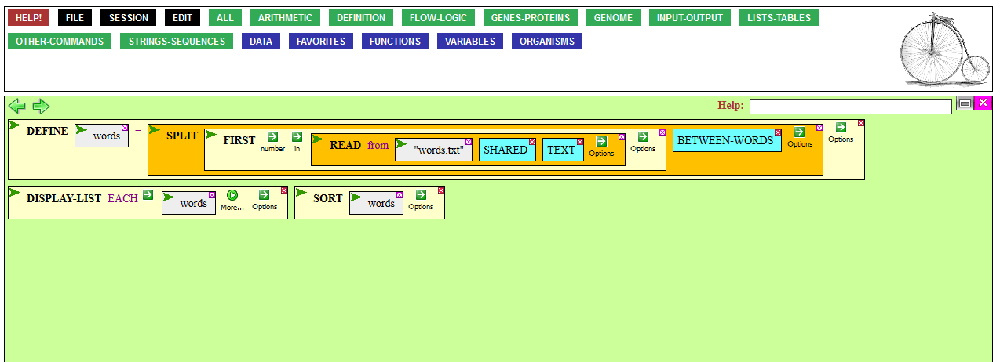 HELP! FILE SESSION EDIT ALL ARITHMETIC DEFINITION FLOW-LOGIC GENES-PROTEINS GENOME INPUT-OUTPUT LISTS-TABLES
OTHER-COMMANDS STRINGS-SEQUENCES DATA FAVORITES FUNCTIONS VARIABLES ORGANISMS
Help:
DEFINE words = SPLIT FIRST number in READ from "words.txt" SHARED TEXT Options Options BETWEEN-WORDS Options Options
DISPLAY-LIST EACH words More... Options SORT words Options